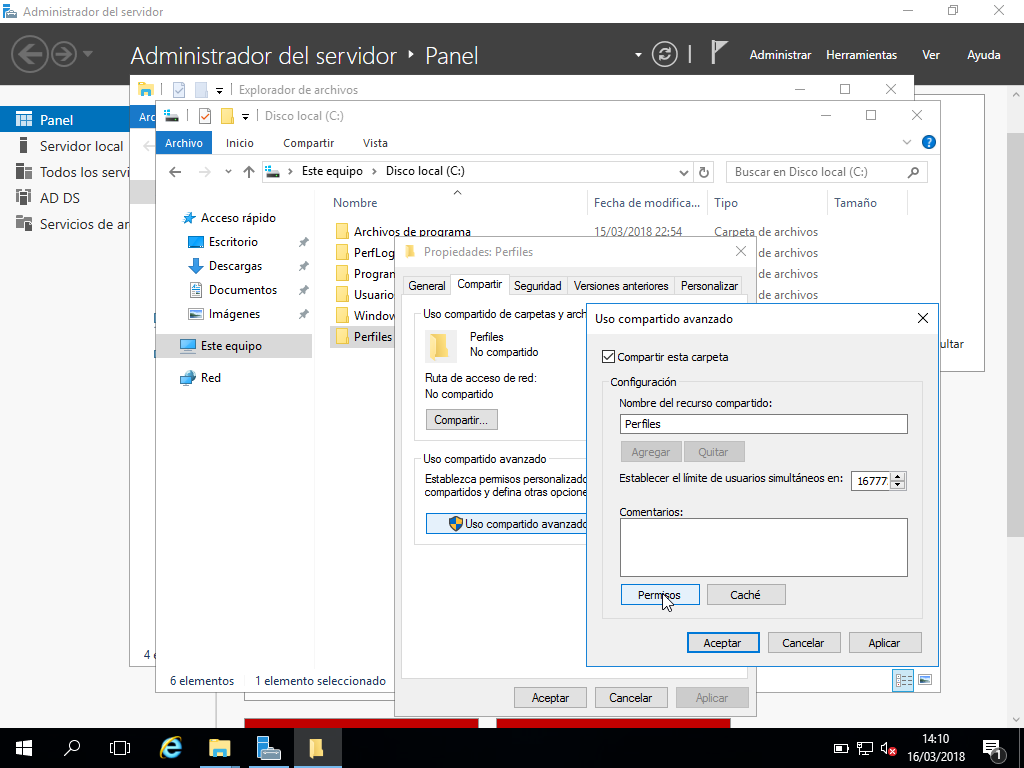 Administrador del servidor
Administrador del servidor ‣ Panel
Administrar Herramientas Ver Ayuda
Explorador de archivos
Panel
Servidor local
Todos los servi
AD DS
Servicios de ar
Arc
Disco local (C:)
Archivo Inicio Compartir Vista
Este equipo > Disco local (C:)
Buscar en Disco local (C:)
Nombre Fecha de modifica... Tipo Tamaño
Acceso rápido
Escritorio
Descargas
Documentos
Imágenes
Este equipo
Red
Archivos de programa 15/03/2018 22:54 Carpeta de archivos
PerfLog de archivos
Progran de archivos
Usuario de archivos
Window
Perfiles
ultar
4 e
6 elementos 1 elemento seleccionado
Propiedades: Perfiles
General Compartir Seguridad Versiones anteriores Personalizar
Uso compartido de carpetas y arch
Perfiles
No compartido
Ruta de acceso de red:
No compartido
Compartir...
Uso compartido avanzado
Establezca permisos personalizado
compartidos y defina otras opcione
Uso compartido avanzado
Aceptar Cancelar Aplicar
Uso compartido avanzado
Compartir esta carpeta
Configuración
Nombre del recurso compartido:
Perfiles
Agregar Quitar
Establecer el límite de usuarios simultáneos en: 16777
Comentarios:
Permisos Caché
Aceptar Cancelar Aplicar
14:10
16/03/2018
1